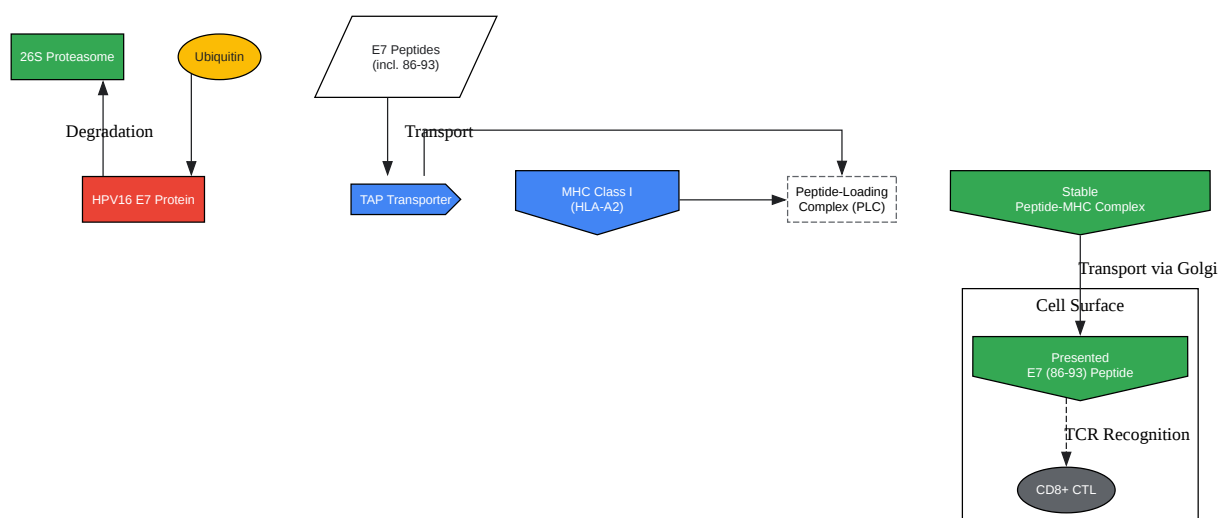 26S Proteasome
Ubiquitin
E7 Peptides
(incl. 86-93)
Degradation
Transport
HPV16 E7 Protein
TAP Transporter
MHC Class I
(HLA-A2)
Peptide-Loading
Complex (PLC)
Stable
Peptide-MHC Complex
Transport via Golgi
Cell Surface
Presented
E7 (86-93) Peptide
TCR Recognition
CD8+ CTL